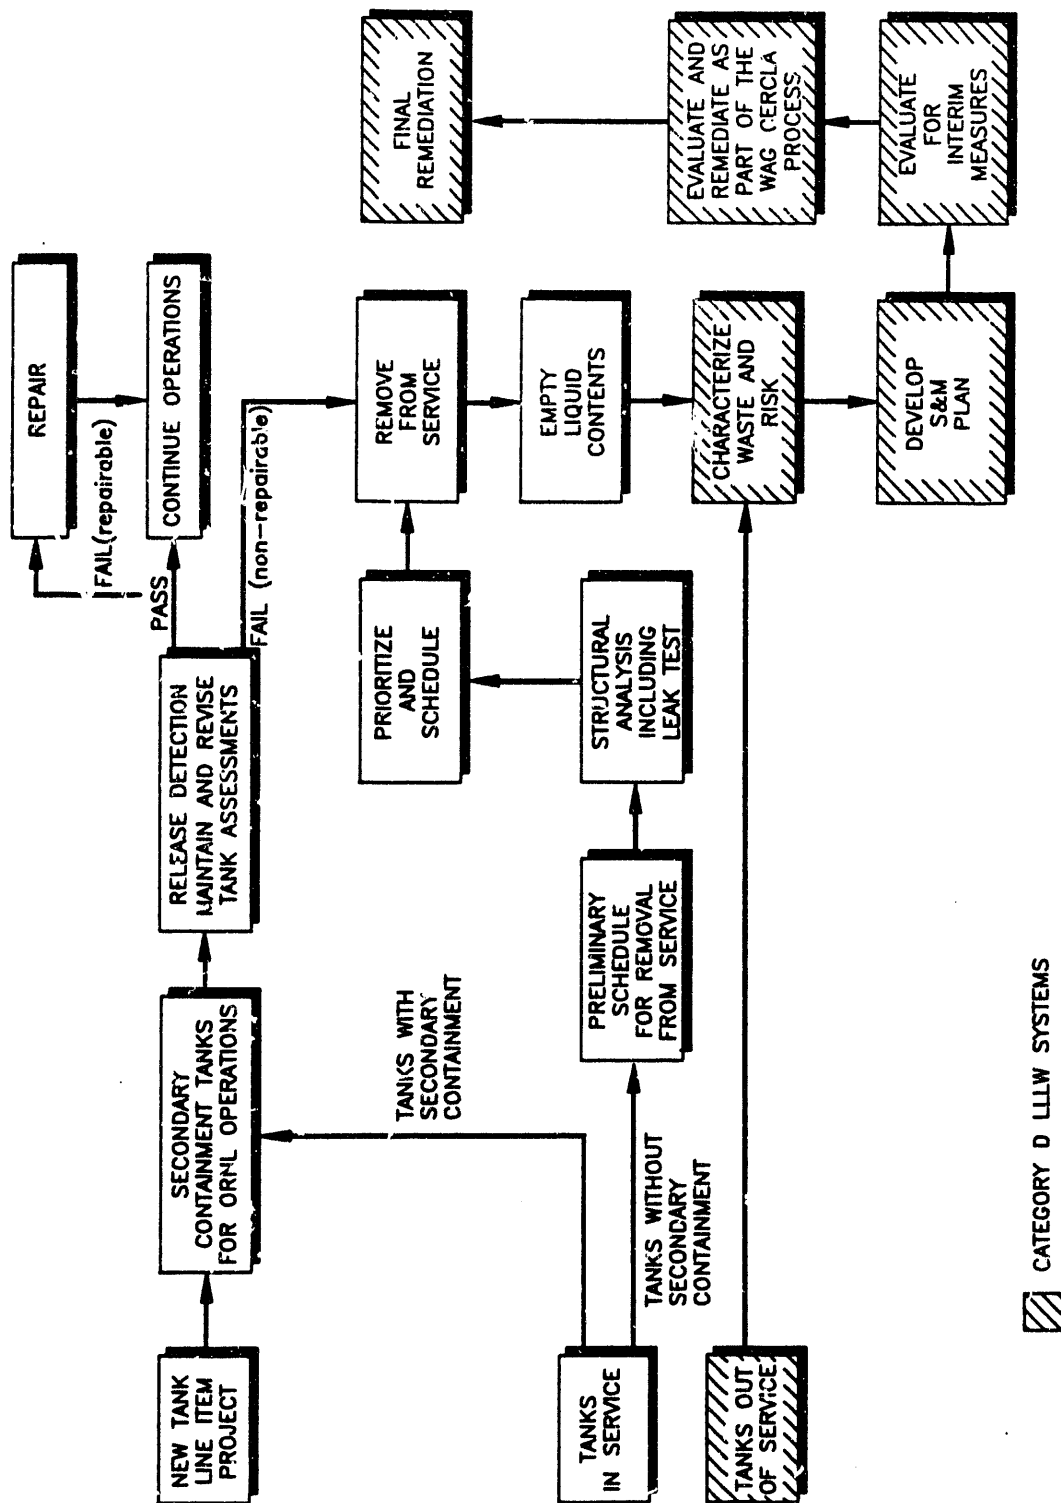 REPAIR
FAIL(repairable)
NEW TANK
LINE ITEM
PROJECT
SECONDARY
CONTAINMENT TANKS
FOR ORNL OPERATIONS
RELEASE DETECTION
MAINTAIN AND REVISE
TANK ASSESSMENTS
PASS
CONTINUE OPERATIONS
FAIL (non-repairable)
TANKS WITH
SECONDARY
CONTAINMENT
PRIORITIZE
AND
SCHEDULE
REMOVE
FROM
SERVICE
FINAL
REMEDIATION
TANKS
IN SERVICE
TANKS WITHOUT
SECONDARY
CONTAINMENT
PRELIMINARY
SCHEDULE
FOR REMOVAL
FROM SERVICE
STRUCTURAL
ANALYSIS
INCLUDING
LEAK TEST
EMPTY
LIQUID
CONTENTS
TANKS OUT
OF SERVICE
CHARACTERIZE
WASTE AND
RISK
EVALUATE AND
REMEDIATE AS
PART OF THE
WAG CERCLA
PROCESS
DEVELOP
S&M
PLAN
EVALUATE
FOR
INTERIM
MEASURES
CATEGORY D LLLW SYSTEMS